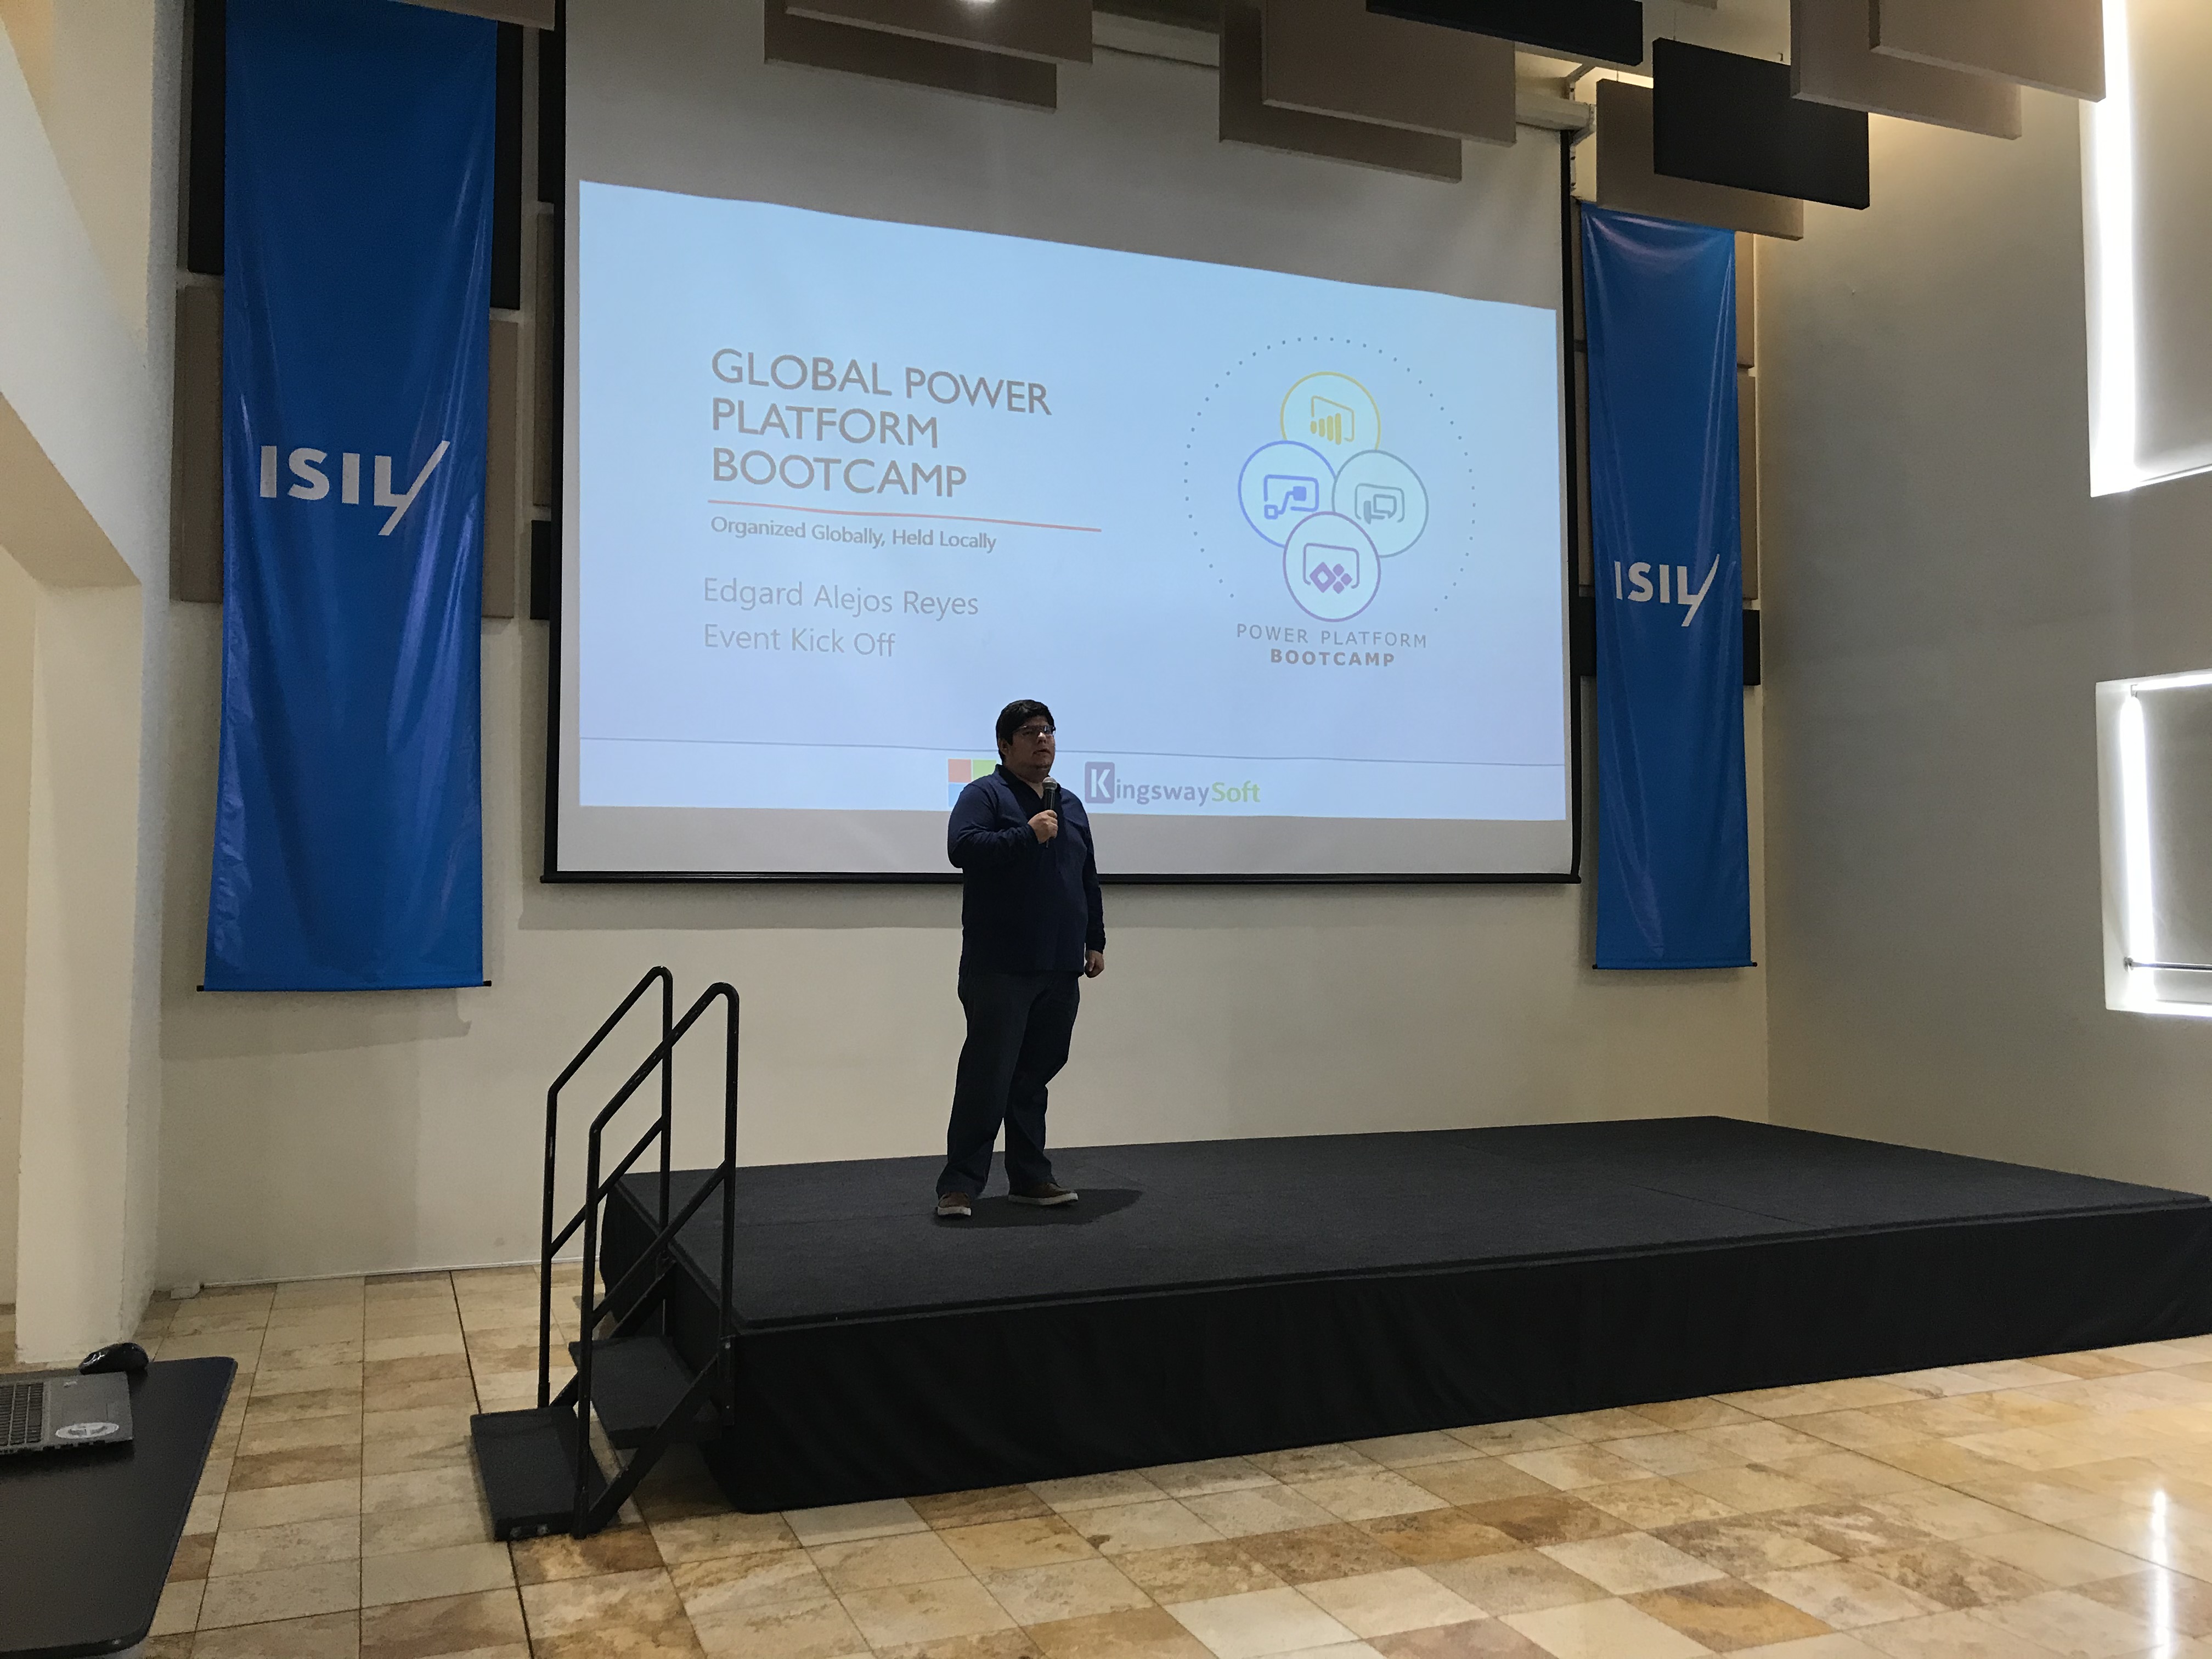 ISIL
GLOBAL POWER
PLATFORM
BOOTCAMP
Organized Globally, Held Locally
Edgard Alejos Reyes
Event Kick Off
POWER PLATFORM
BOOTCAMP
KingswaySoft
ISIL